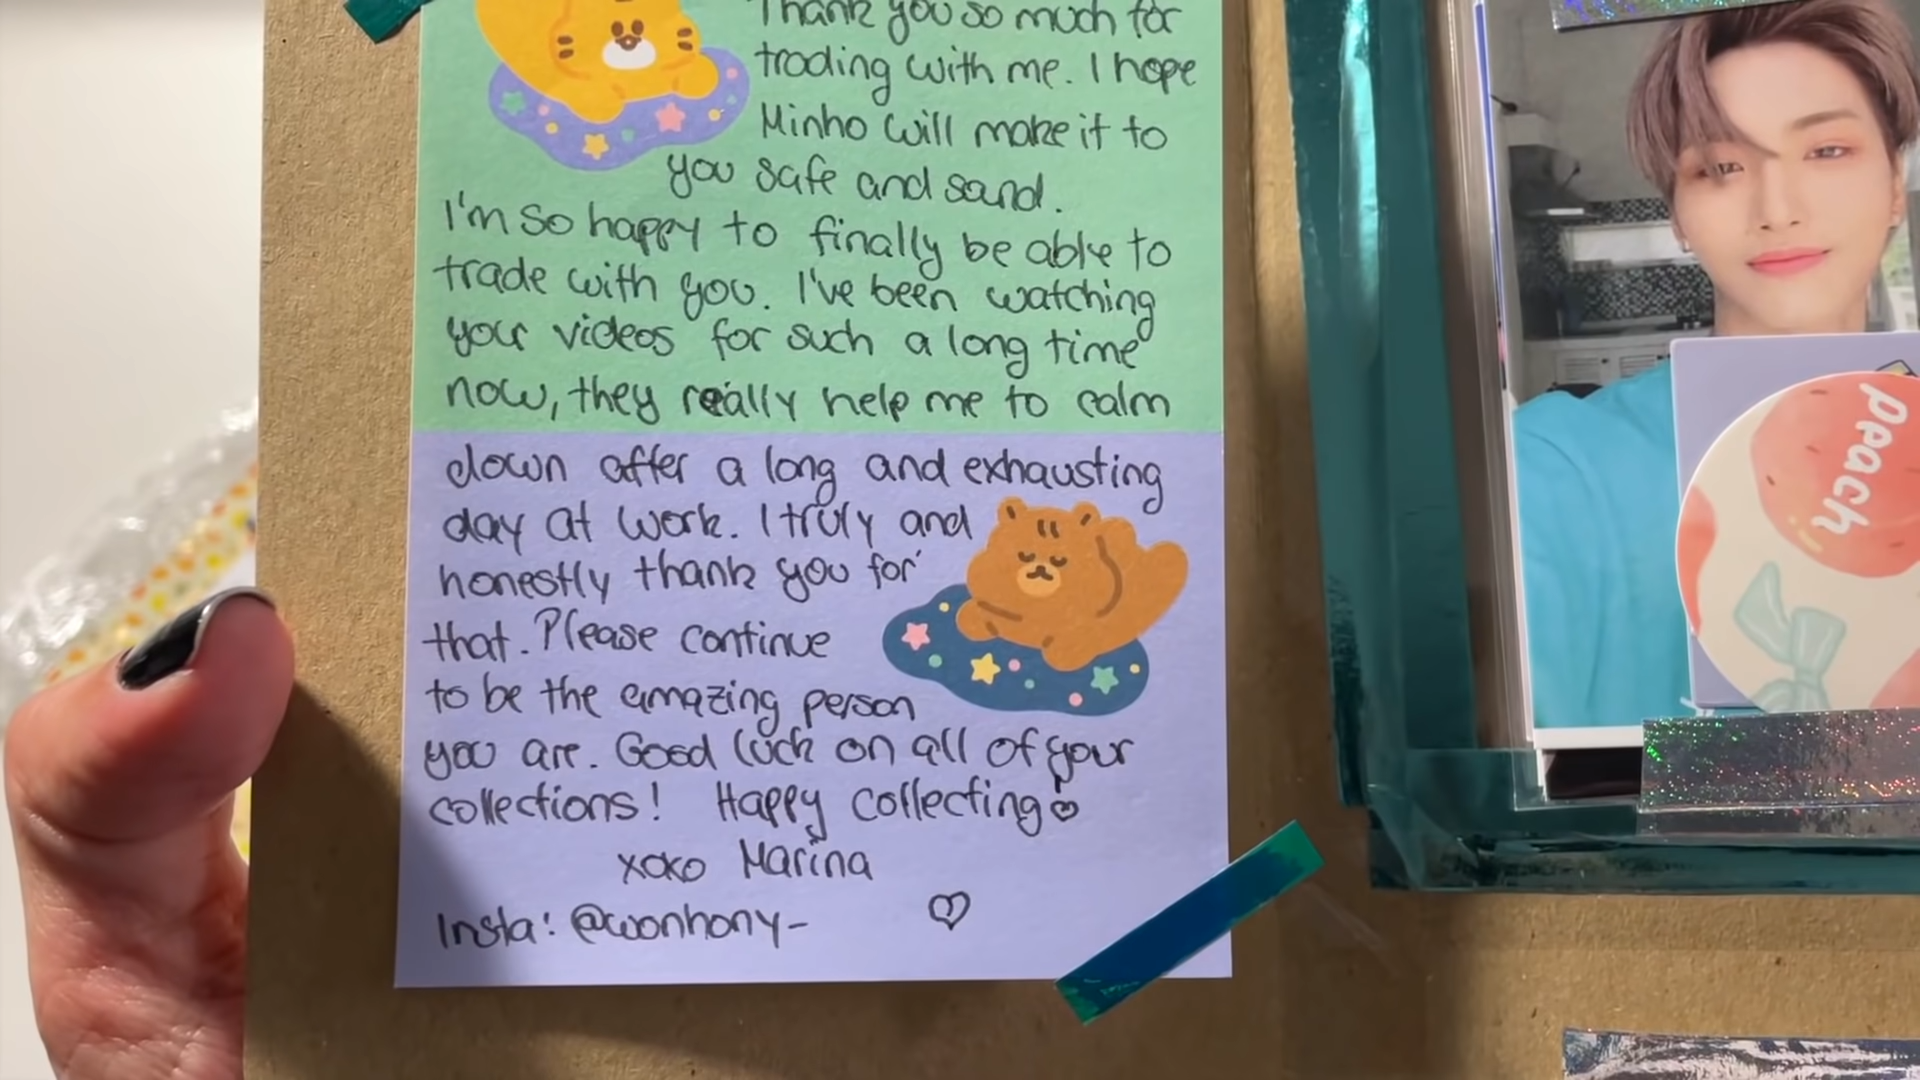 Thank you so much for
trading with me. I hope
Minho will make it to
you safe and sand.
I'm so happy to finally be able to
trade with you. I've been watching
your videos for such a long time
now, they really help me to calm
down after a long and exhausting
day at work. I truly and
honestly thank you for
that. Please continue
to be the amazing person
you are. Good luck on all of your
collections! Happy Collecting
xoxo Marina
Insta: @wonhony_
Peach